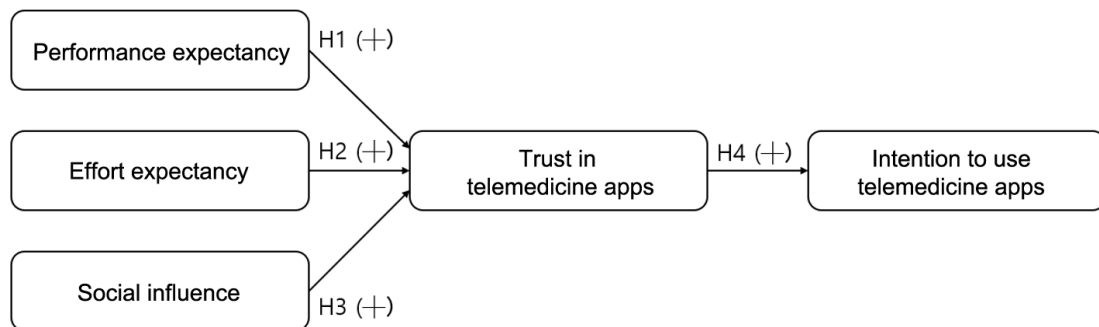 Performance expectancy
H1 (+)
Effort expectancy
H2 (+)
Trust in
telemedicine apps
H4 (+)
Intention to use
telemedicine apps
Social influence
H3 (+)